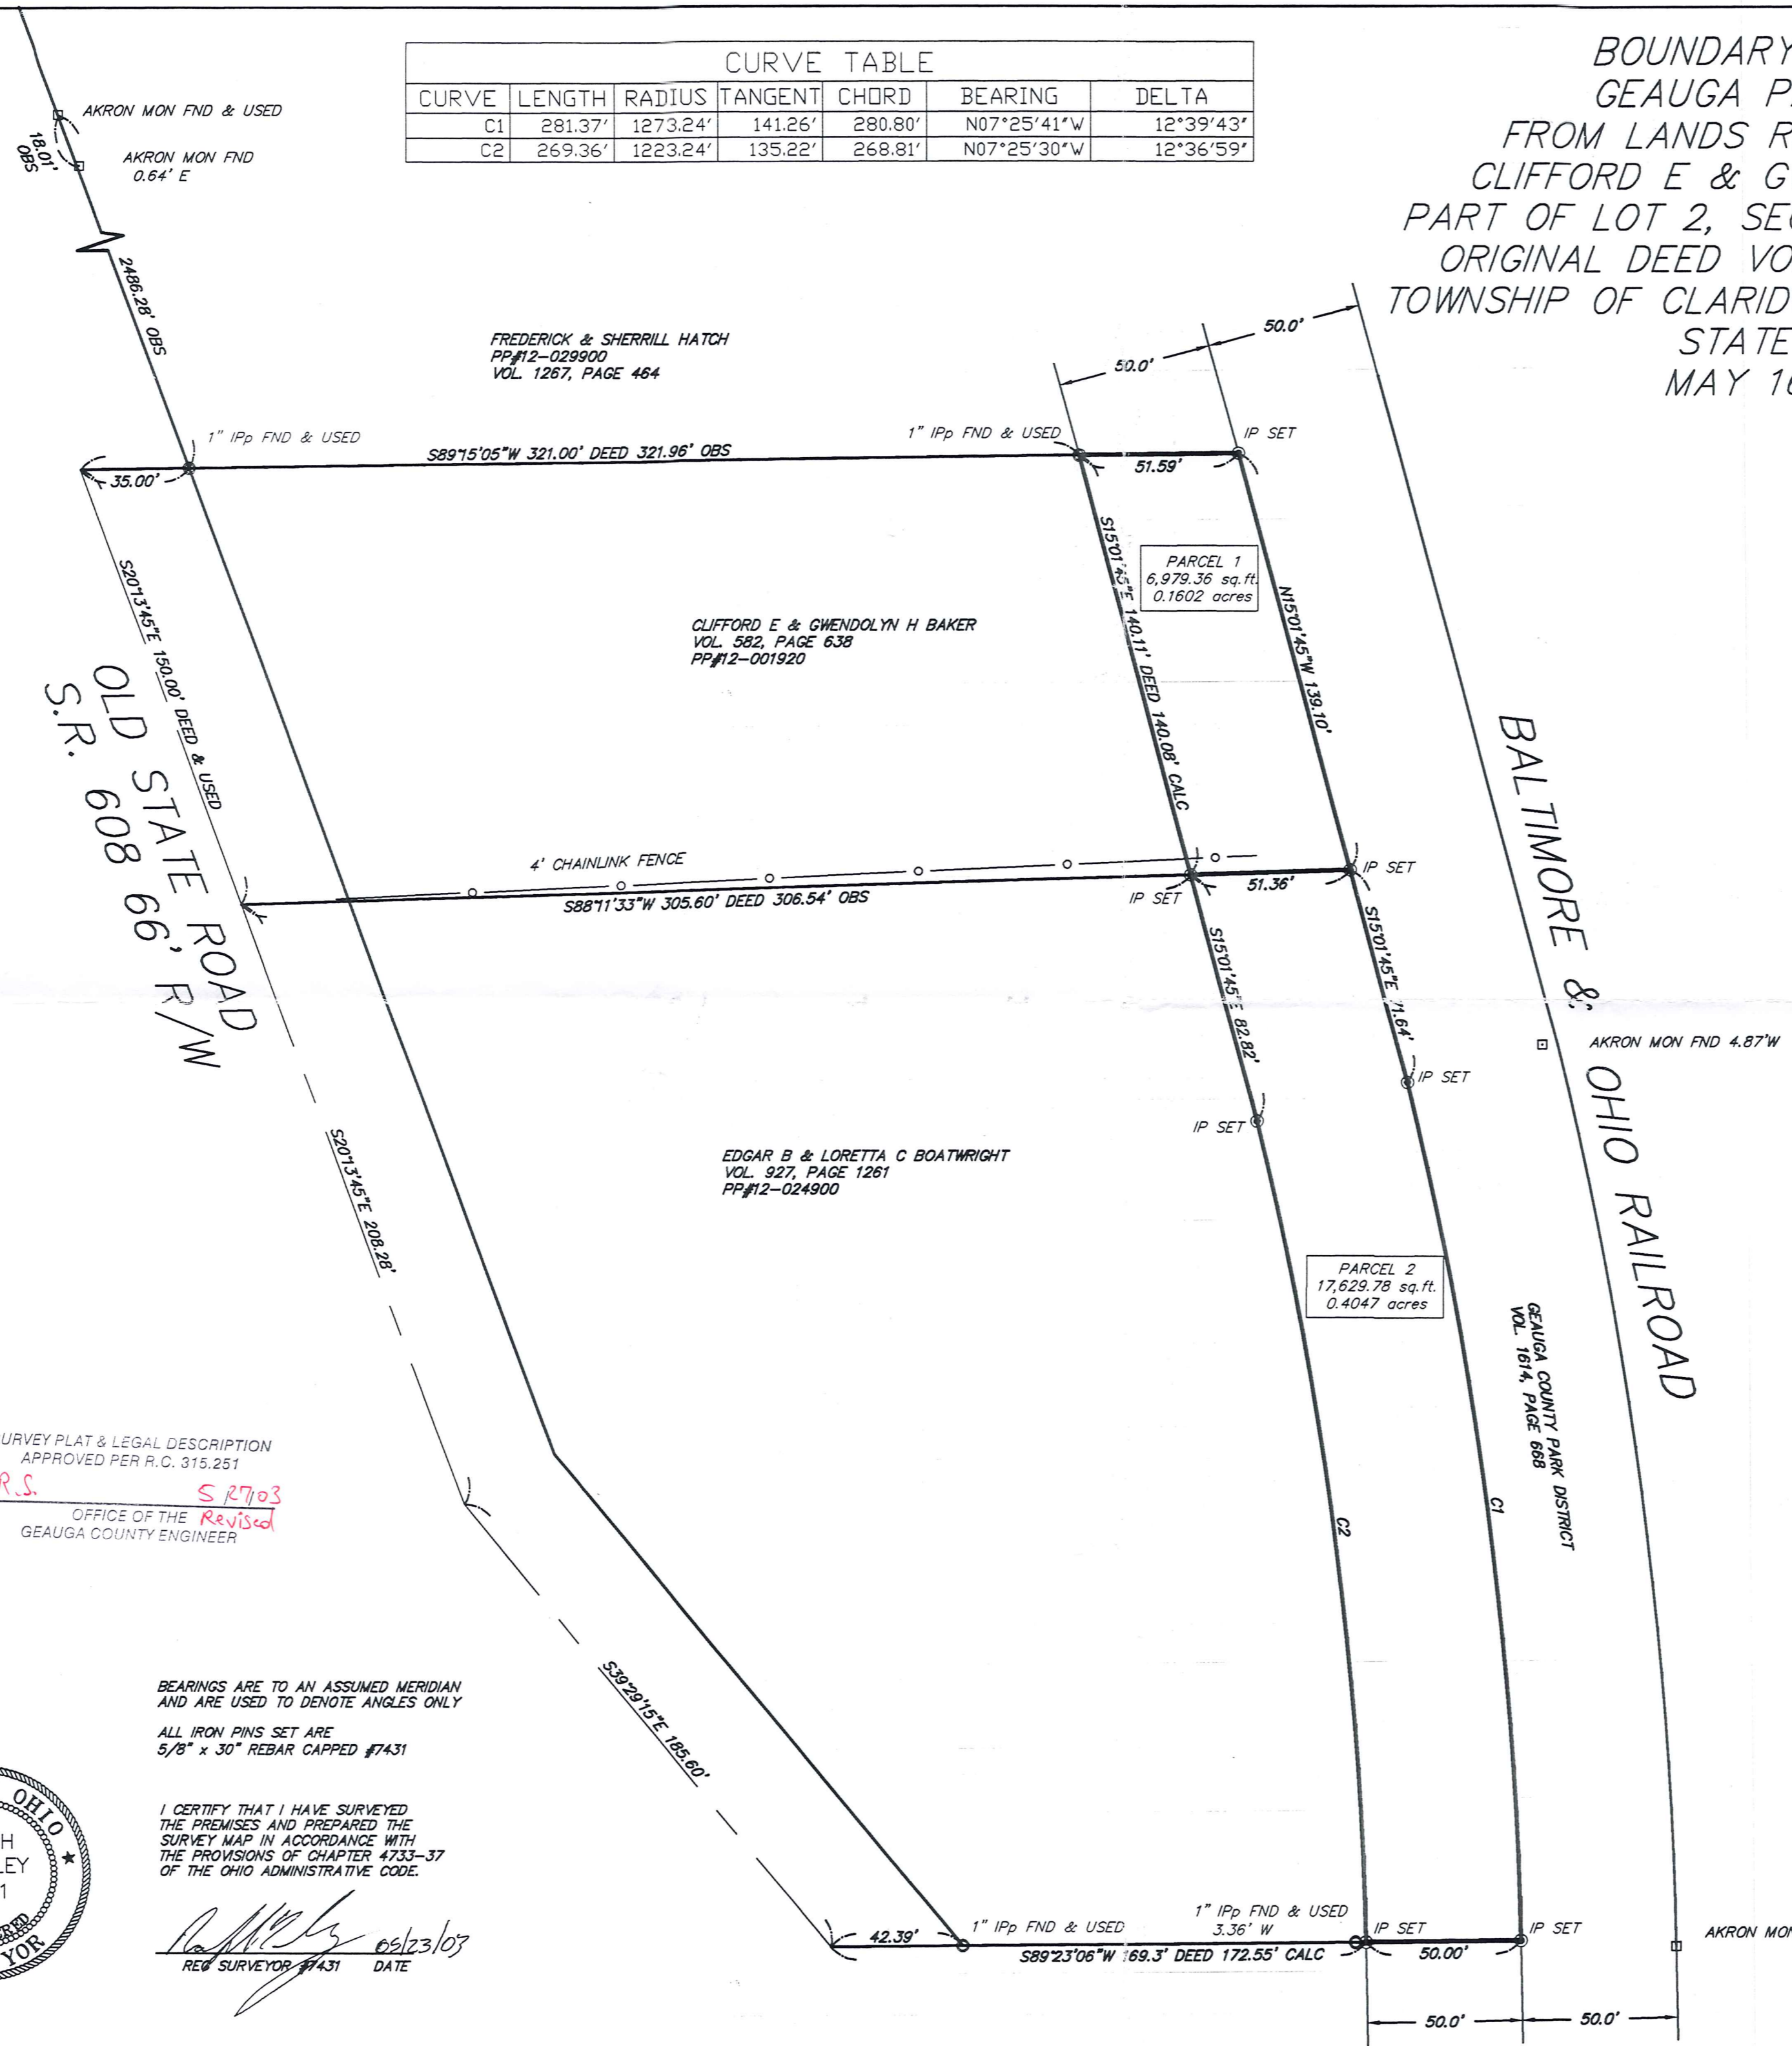 CURVE TABLE
CURVE LENGTH RADIUS TANGENT CHORD BEARING DELTA
C1 281.37' 1273.24' 141.26' 280.80' N07°25'41"W 12°39'43"
C2 269.36' 1223.24' 135.22' 268.81' N07°25'30"W 12°36'59"
BOUNDARY
GEAUGA P
FROM LANDS R
CLIFFORD E & G
PART OF LOT 2, SE
ORIGINAL DEED VO
TOWNSHIP OF CLARID
STATE
MAY 16
AKRON MON FND & USED
18.01'
OBS
AKRON MON FND
0.64' E
2486.28' OBS
FREDERICK & SHERRILL HATCH
PP#12-029900
VOL. 1267, PAGE 464
50.0'
50.0'
1" IPp FND & USED
S89°15'05"W 321.00' DEED 321.96' OBS
1" IPp FND & USED
IP SET
35.00'
51.59'
S20°13'45"E 150.00' DEED & USED
OLD STATE ROAD
S.R. 608 66' R/W
CLIFFORD E & GWENDOLYN H BAKER
VOL. 582, PAGE 638
PP#12-001920
S15°01'45"E 140.11' DEED 140.08' CALC
PARCEL 1
6,979.36 sq.ft.
0.1602 acres
N15°01'45"W 139.10'
BALTIMORE & OHIO RAILROAD
4' CHAINLINK FENCE
S88°11'33"W 305.60' DEED 306.54' OBS
IP SET
51.36'
IP SET
S15°01'45"E 82.82'
S15°01'45"E 71.64'
AKRON MON FND 4.87'W
IP SET
IP SET
S20°13'45"E 208.28'
EDGAR B & LORETTA C BOATWRIGHT
VOL. 927, PAGE 1261
PP#12-024900
PARCEL 2
17,629.78 sq.ft.
0.4047 acres
GEAUGA COUNTY PARK DISTRICT
VOL. 1614, PAGE 668
C1
C2
URVEY PLAT & LEGAL DESCRIPTION
APPROVED PER R.C. 315.251
R.S. 5/27/03
OFFICE OF THE Revised
GEAUGA COUNTY ENGINEER
S39°29'15"E 185.60'
BEARINGS ARE TO AN ASSUMED MERIDIAN
AND ARE USED TO DENOTE ANGLES ONLY
ALL IRON PINS SET ARE
5/8" x 30" REBAR CAPPED #7431
I CERTIFY THAT I HAVE SURVEYED
THE PREMISES AND PREPARED THE
SURVEY MAP IN ACCORDANCE WITH
THE PROVISIONS OF CHAPTER 4733-37
OF THE OHIO ADMINISTRATIVE CODE.
05/23/03
REG SURVEYOR #7431 DATE
OHIO ★
H
LEY
1
RED
YOR
42.39'
1" IPp FND & USED
1" IPp FND & USED
3.36' W
S89°23'06"W 169.3' DEED 172.55' CALC
IP SET
50.00'
IP SET
AKRON MON
50.0'
50.0'